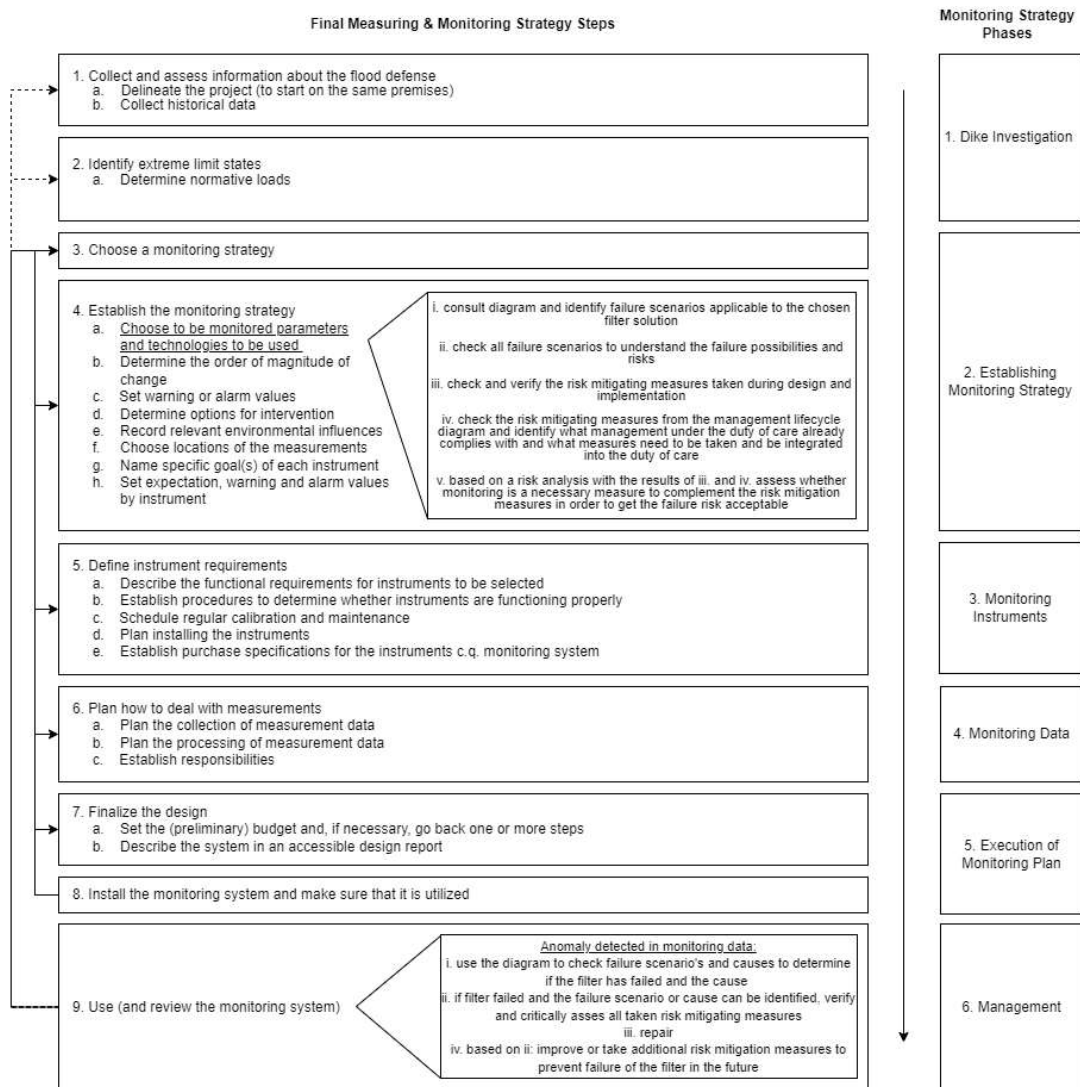 Final Measuring & Monitoring Strategy Steps
Monitoring Strategy
Phases
1. Collect and assess information about the flood defense
a. Delineate the project (to start on the same premises)
b. Collect historical data
1. Dike Investigation
2. Identify extreme limit states
a. Determine normative loads
3. Choose a monitoring strategy
4. Establish the monitoring strategy
a. Choose to be monitored parameters
and technologies to be used
b. Determine the order of magnitude of
change
c. Set warning or alarm values
d. Determine options for intervention
e. Record relevant environmental influences
f. Choose locations of the measurements
g. Name specific goal(s) of each instrument
h. Set expectation, warning and alarm values
by instrument
i. consult diagram and identify failure scenarios applicable to the chosen
filter solution
ii. check all failure scenarios to understand the failure possibilities and
risks
iii. check and verify the risk mitigating measures taken during design and
implementation
iv. check the risk mitigating measures from the management lifecycle
diagram and identify what management under the duty of care already
complies with and what measures need to be taken and be integrated
into the duty of care
v. based on a risk analysis with the results of iii. and iv. assess whether
monitoring is a necessary measure to complement the risk mitigation
measures in order to get the failure risk acceptable
2. Establishing
Monitoring Strategy
5. Define instrument requirements
a. Describe the functional requirements for instruments to be selected
b. Establish procedures to determine whether instruments are functioning properly
c. Schedule regular calibration and maintenance
d. Plan installing the instruments
e. Establish purchase specifications for the instruments c.q. monitoring system
3. Monitoring
Instruments
6. Plan how to deal with measurements
a. Plan the collection of measurement data
b. Plan the processing of measurement data
c. Establish responsibilities
4. Monitoring Data
7. Finalize the design
a. Set the (preliminary) budget and, if necessary, go back one or more steps
b. Describe the system in an accessible design report
5. Execution of
Monitoring Plan
8. Install the monitoring system and make sure that it is utilized
9. Use (and review the monitoring system)
Anomaly detected in monitoring data:
i. use the diagram to check failure scenario's and causes to determine
if the filter has failed and the cause
ii. if filter failed and the failure scenario or cause can be identified, verify
and critically asses all taken risk mitigating measures
iii. repair
iv. based on ii: improve or take additional risk mitigation measures to
prevent failure of the filter in the future
6. Management